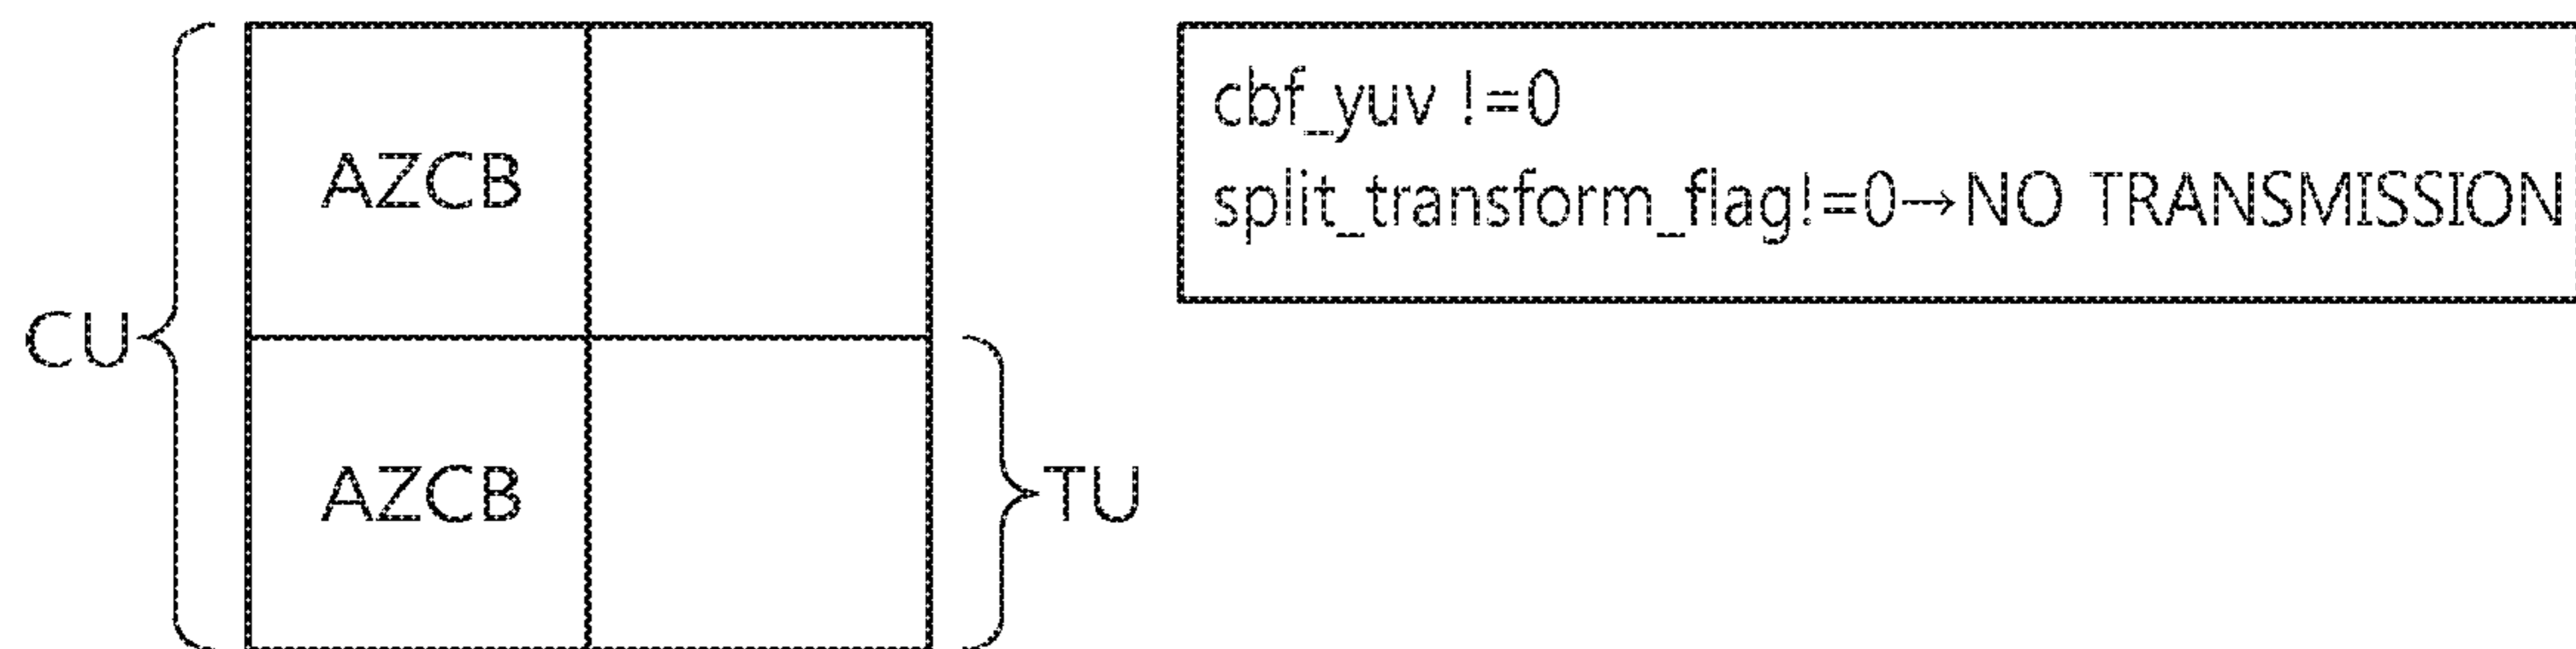 cbf_yuv !=0
split_transform_flag!=0→NO TRANSMISSION
AZCB
CU
AZCB
TU